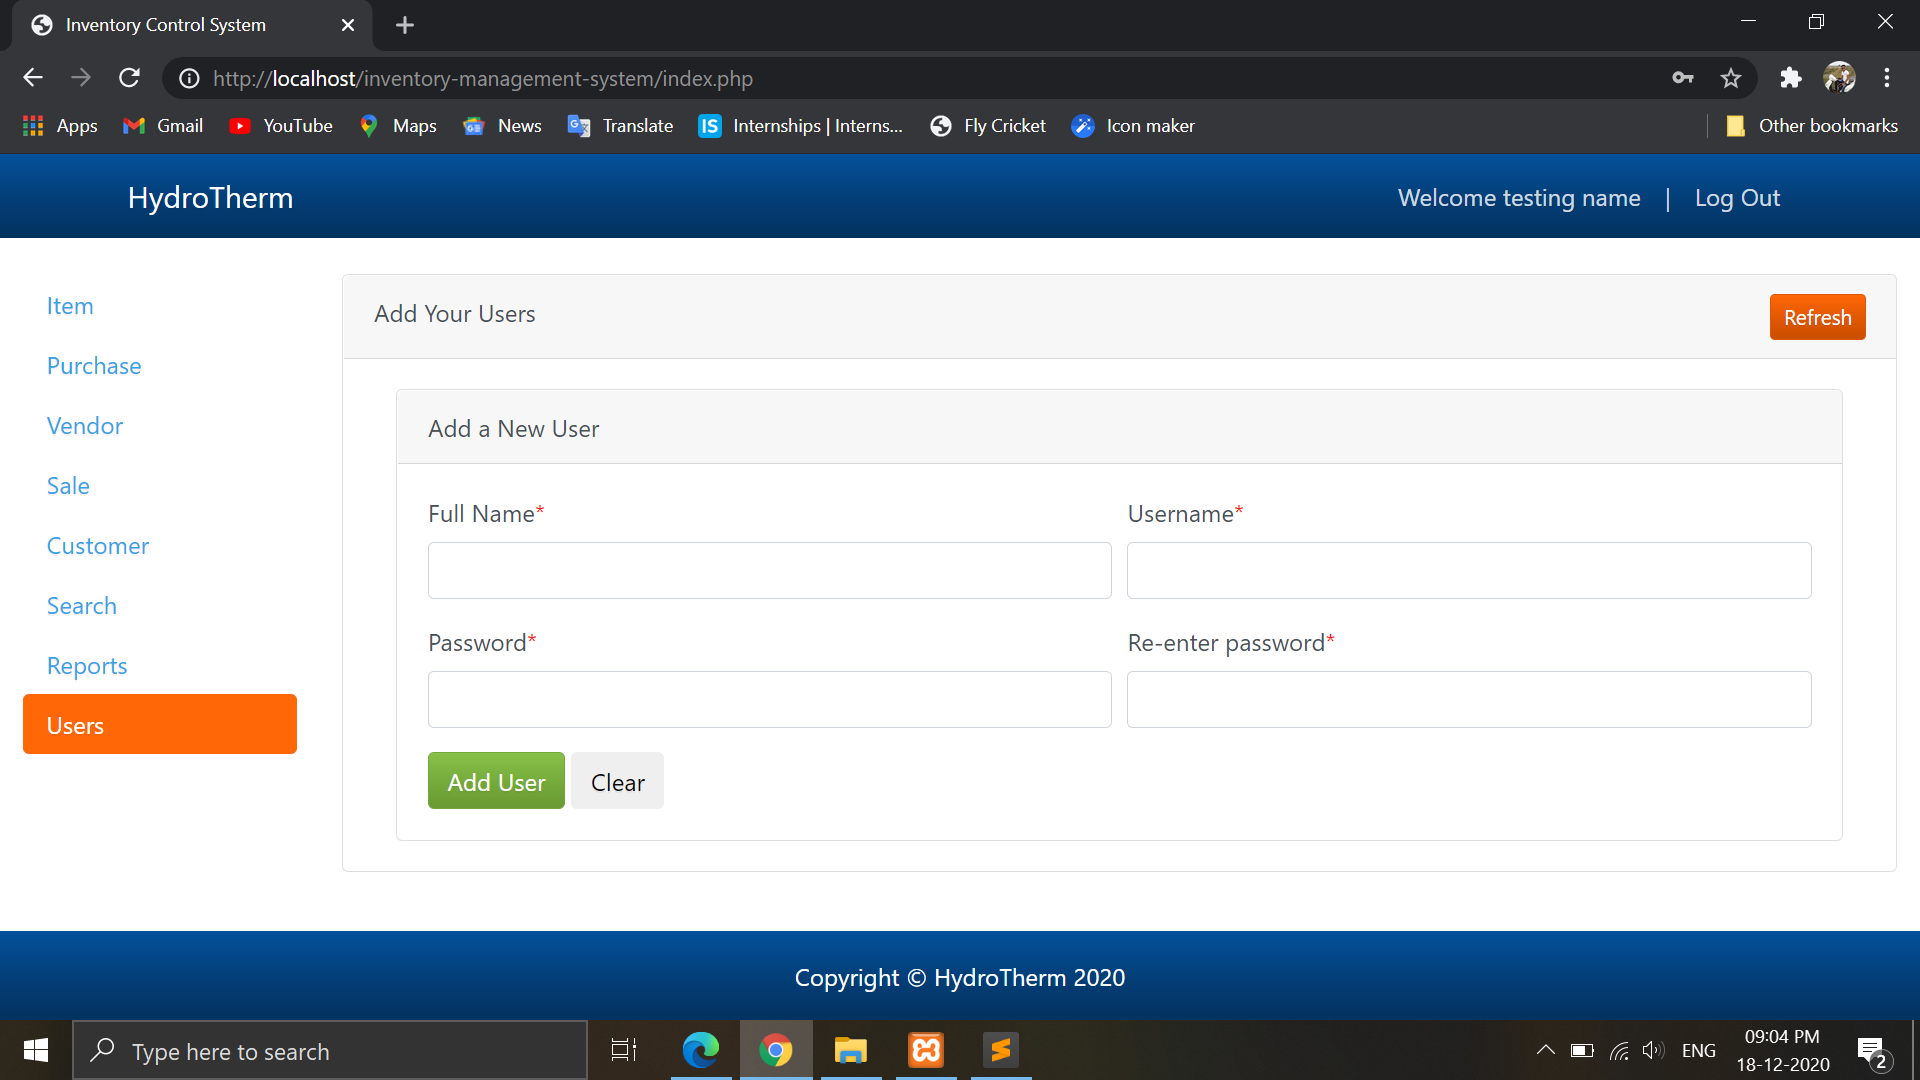 Inventory Control System
http://localhost/inventory-management-system/index.php
Apps Gmail YouTube Maps News Translate IS Internships | Interns... Fly Cricket Icon maker Other bookmarks
HydroTherm Welcome testing name | Log Out
Item
Purchase
Vendor
Sale
Customer
Search
Reports
Users
Add Your Users Refresh
Add a New User
Full Name* Username*
Password* Re-enter password*
Add User Clear
Copyright © HydroTherm 2020
Type here to search
ENG 09:04 PM
18-12-2020 2